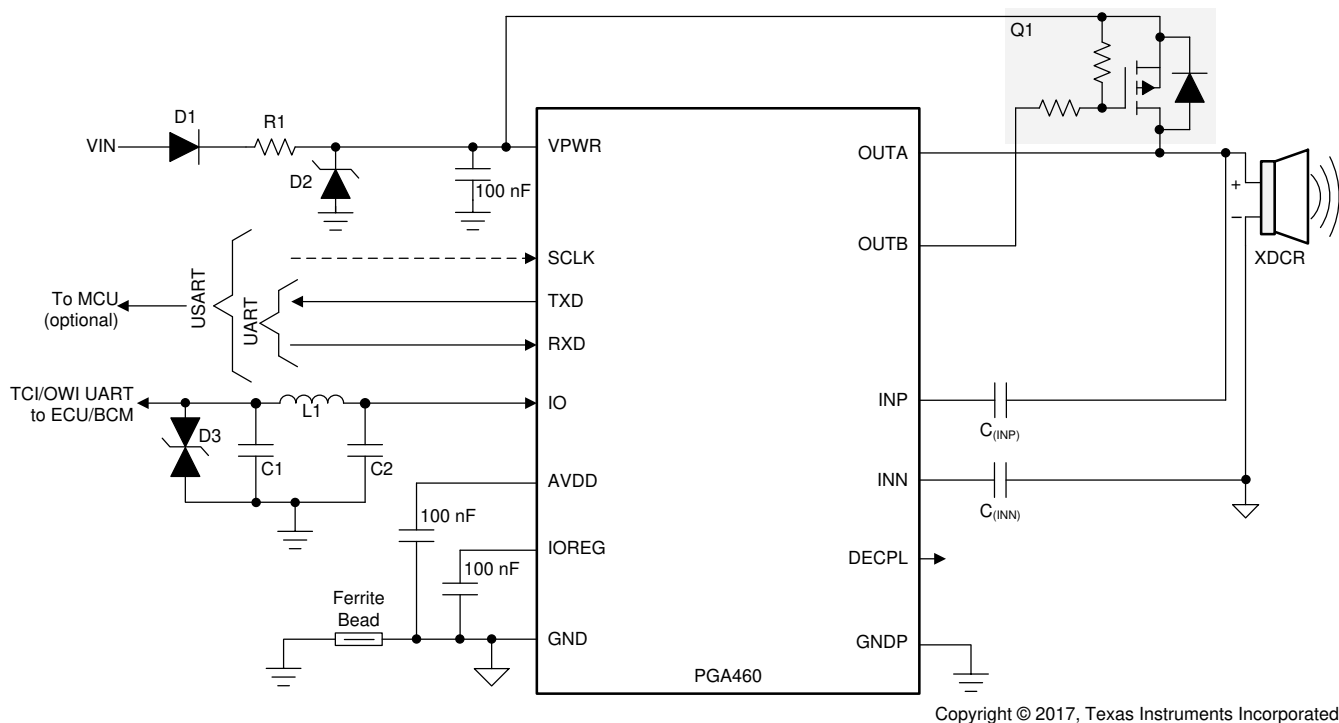 Q1
D1
R1
VIN
VPWR
OUTA
D2
100 nF
+
−
OUTB
XDCR
SCLK
To MCU
(optional)
USART
UART
TXD
RXD
TCI/OWI UART
to ECU/BCM
IO
L1
D3
C1
C2
INP
C(INP)
AVDD
INN
C(INN)
100 nF
IOREG
100 nF
DECPL
Ferrite
Bead
GND
GNDP
PGA460
Copyright © 2017, Texas Instruments Incorporated